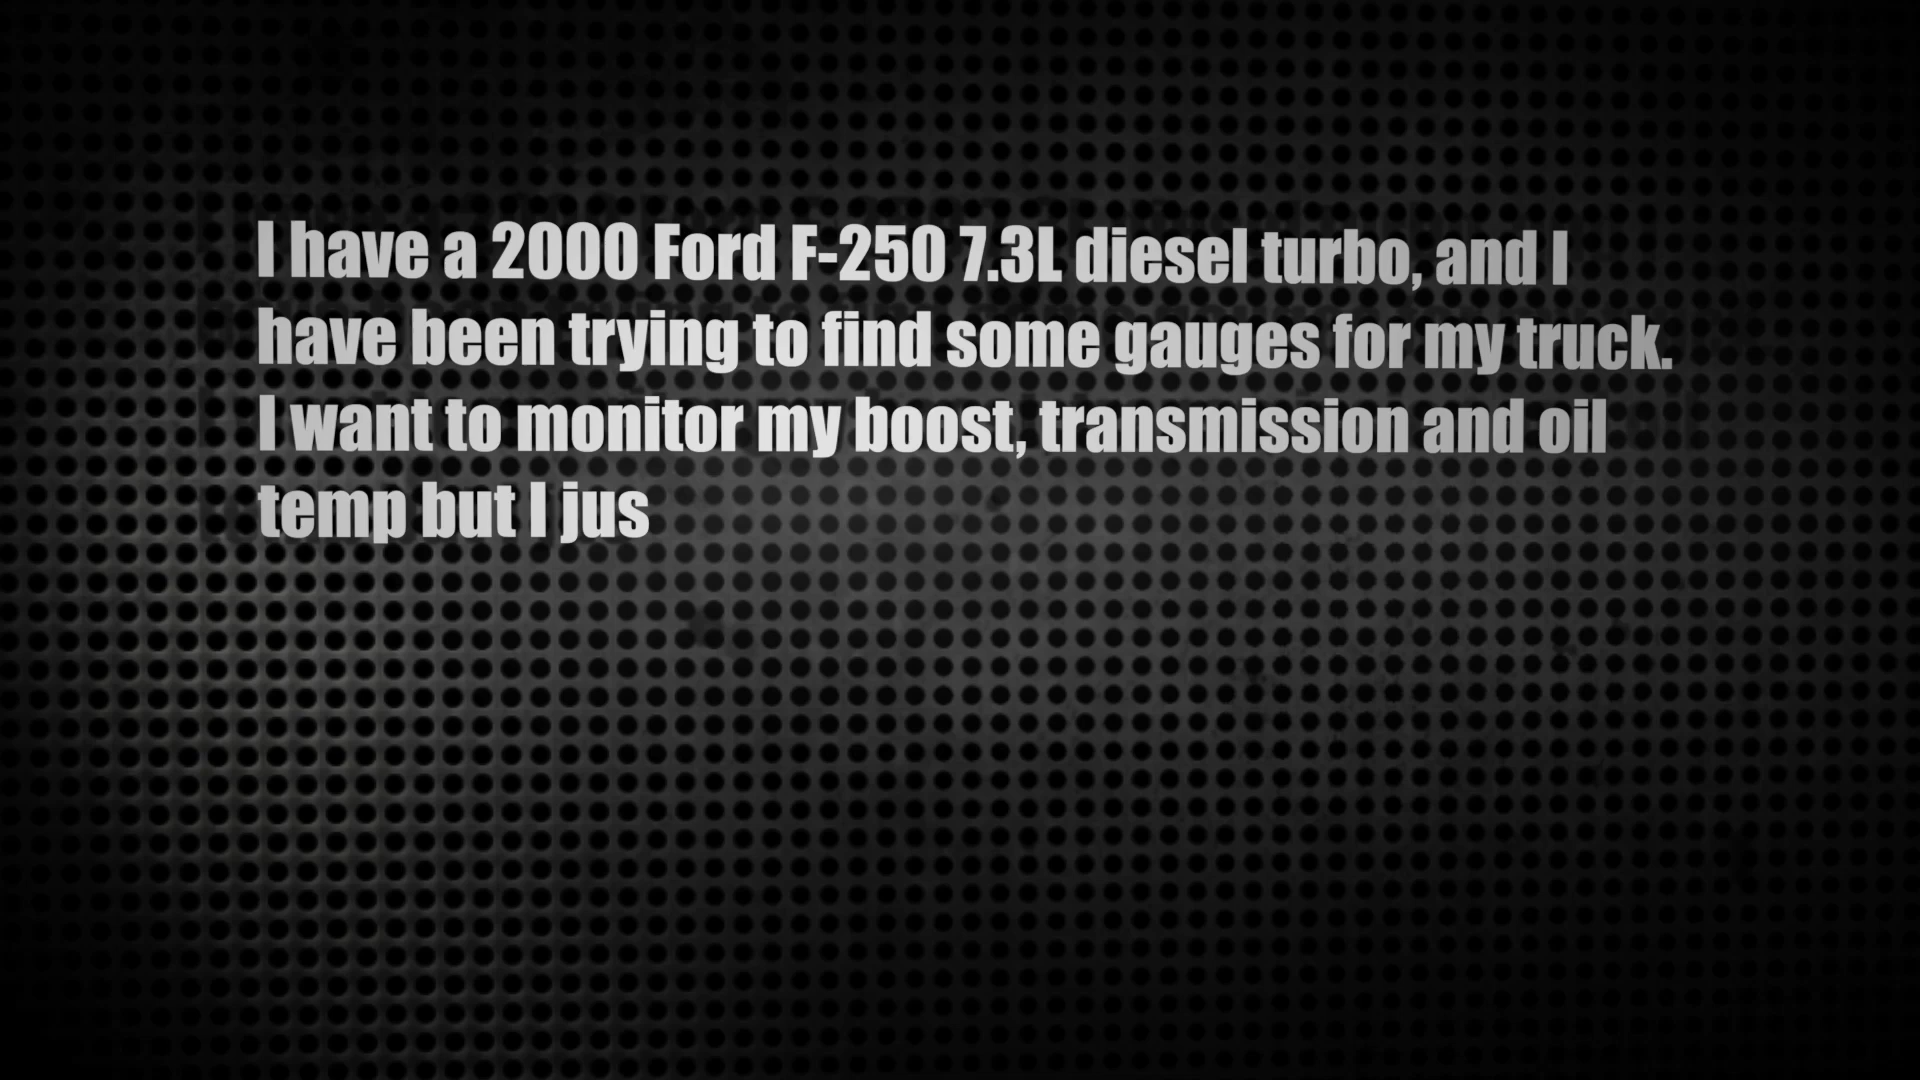 I have a 2000 Ford F-250 7.3L diesel turbo, and I
have been trying to find some gauges for my truck.
I want to monitor my boost, transmission and oil
temp but I jus